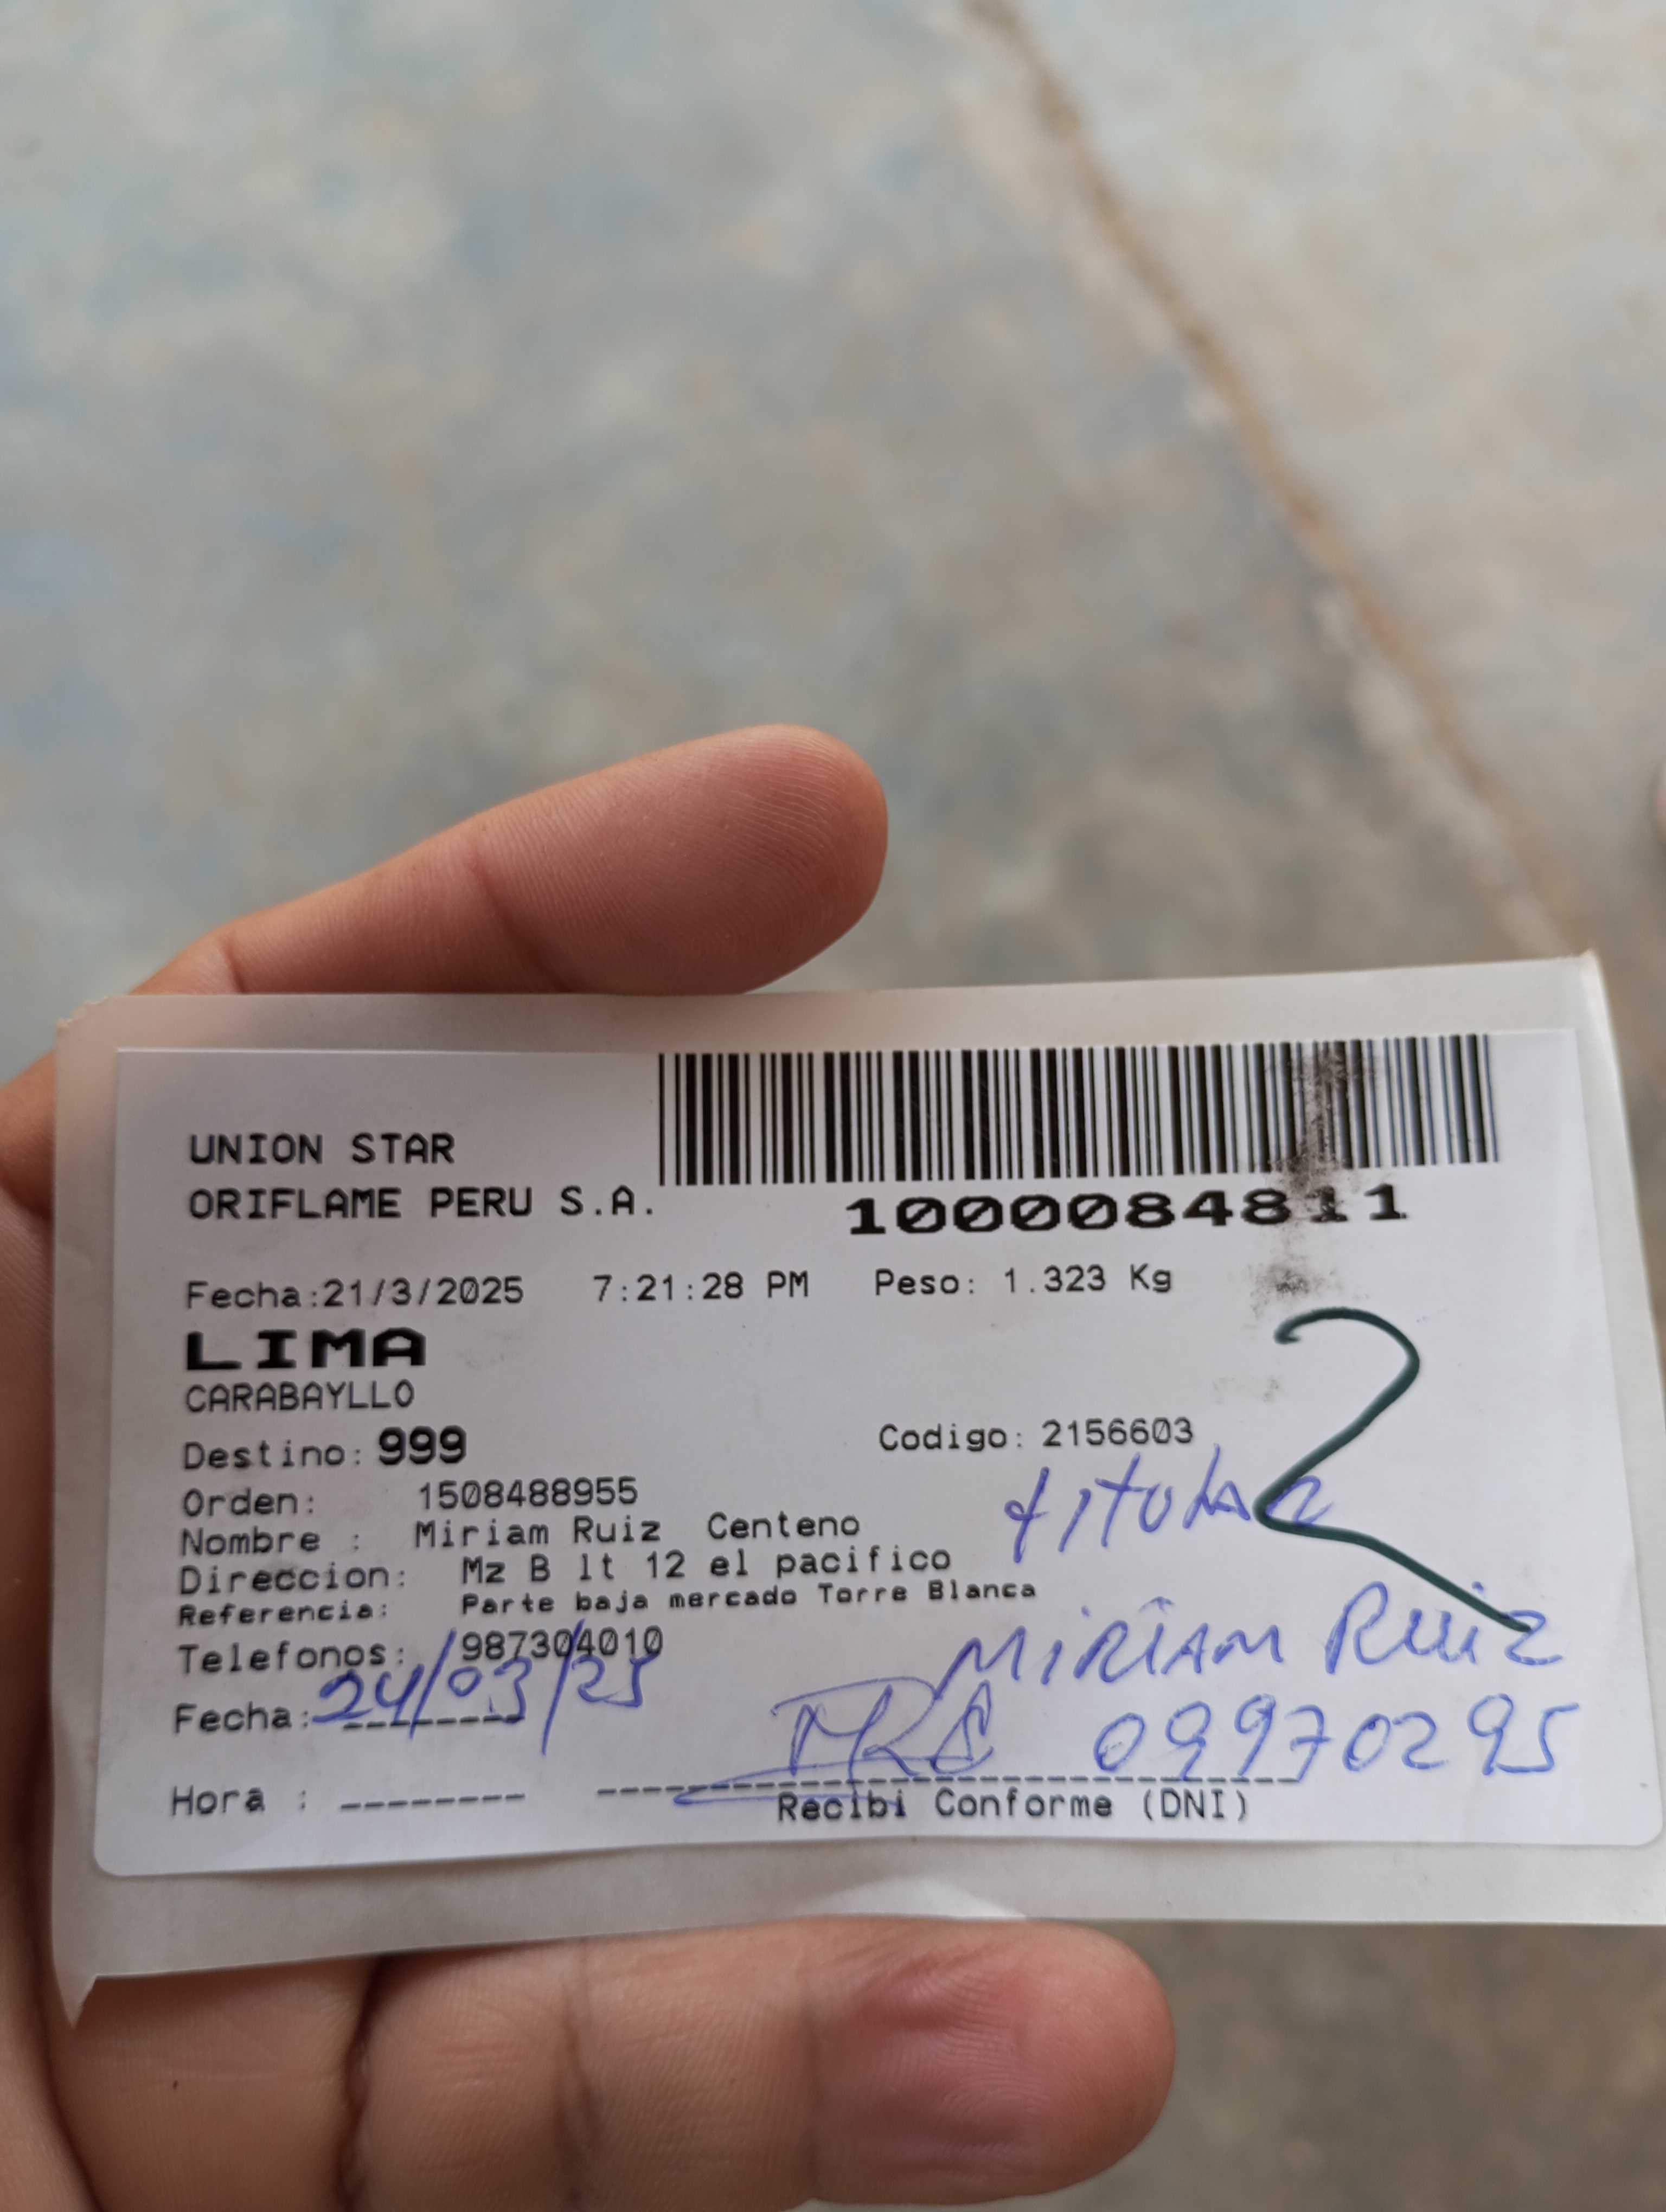 UNION STAR
ORIFLAME PERU S.A.
1000084811
Fecha:21/3/2025 7:21:28 PM Peso: 1.323 Kg
LIMA
CARABAYLLO
Destino: 999 Codigo: 2156603
Orden: 1508488955
titular
Nombre : Miriam Ruiz Centeno
Direccion: Mz B lt 12 el pacifico
Referencia: Parte baja mercado Torre Blanca
Telefonos: 987304010
Miriam Ruiz
Fecha: 24/03/25
09970295
Hora :
Recibi Conforme (DNI)
2